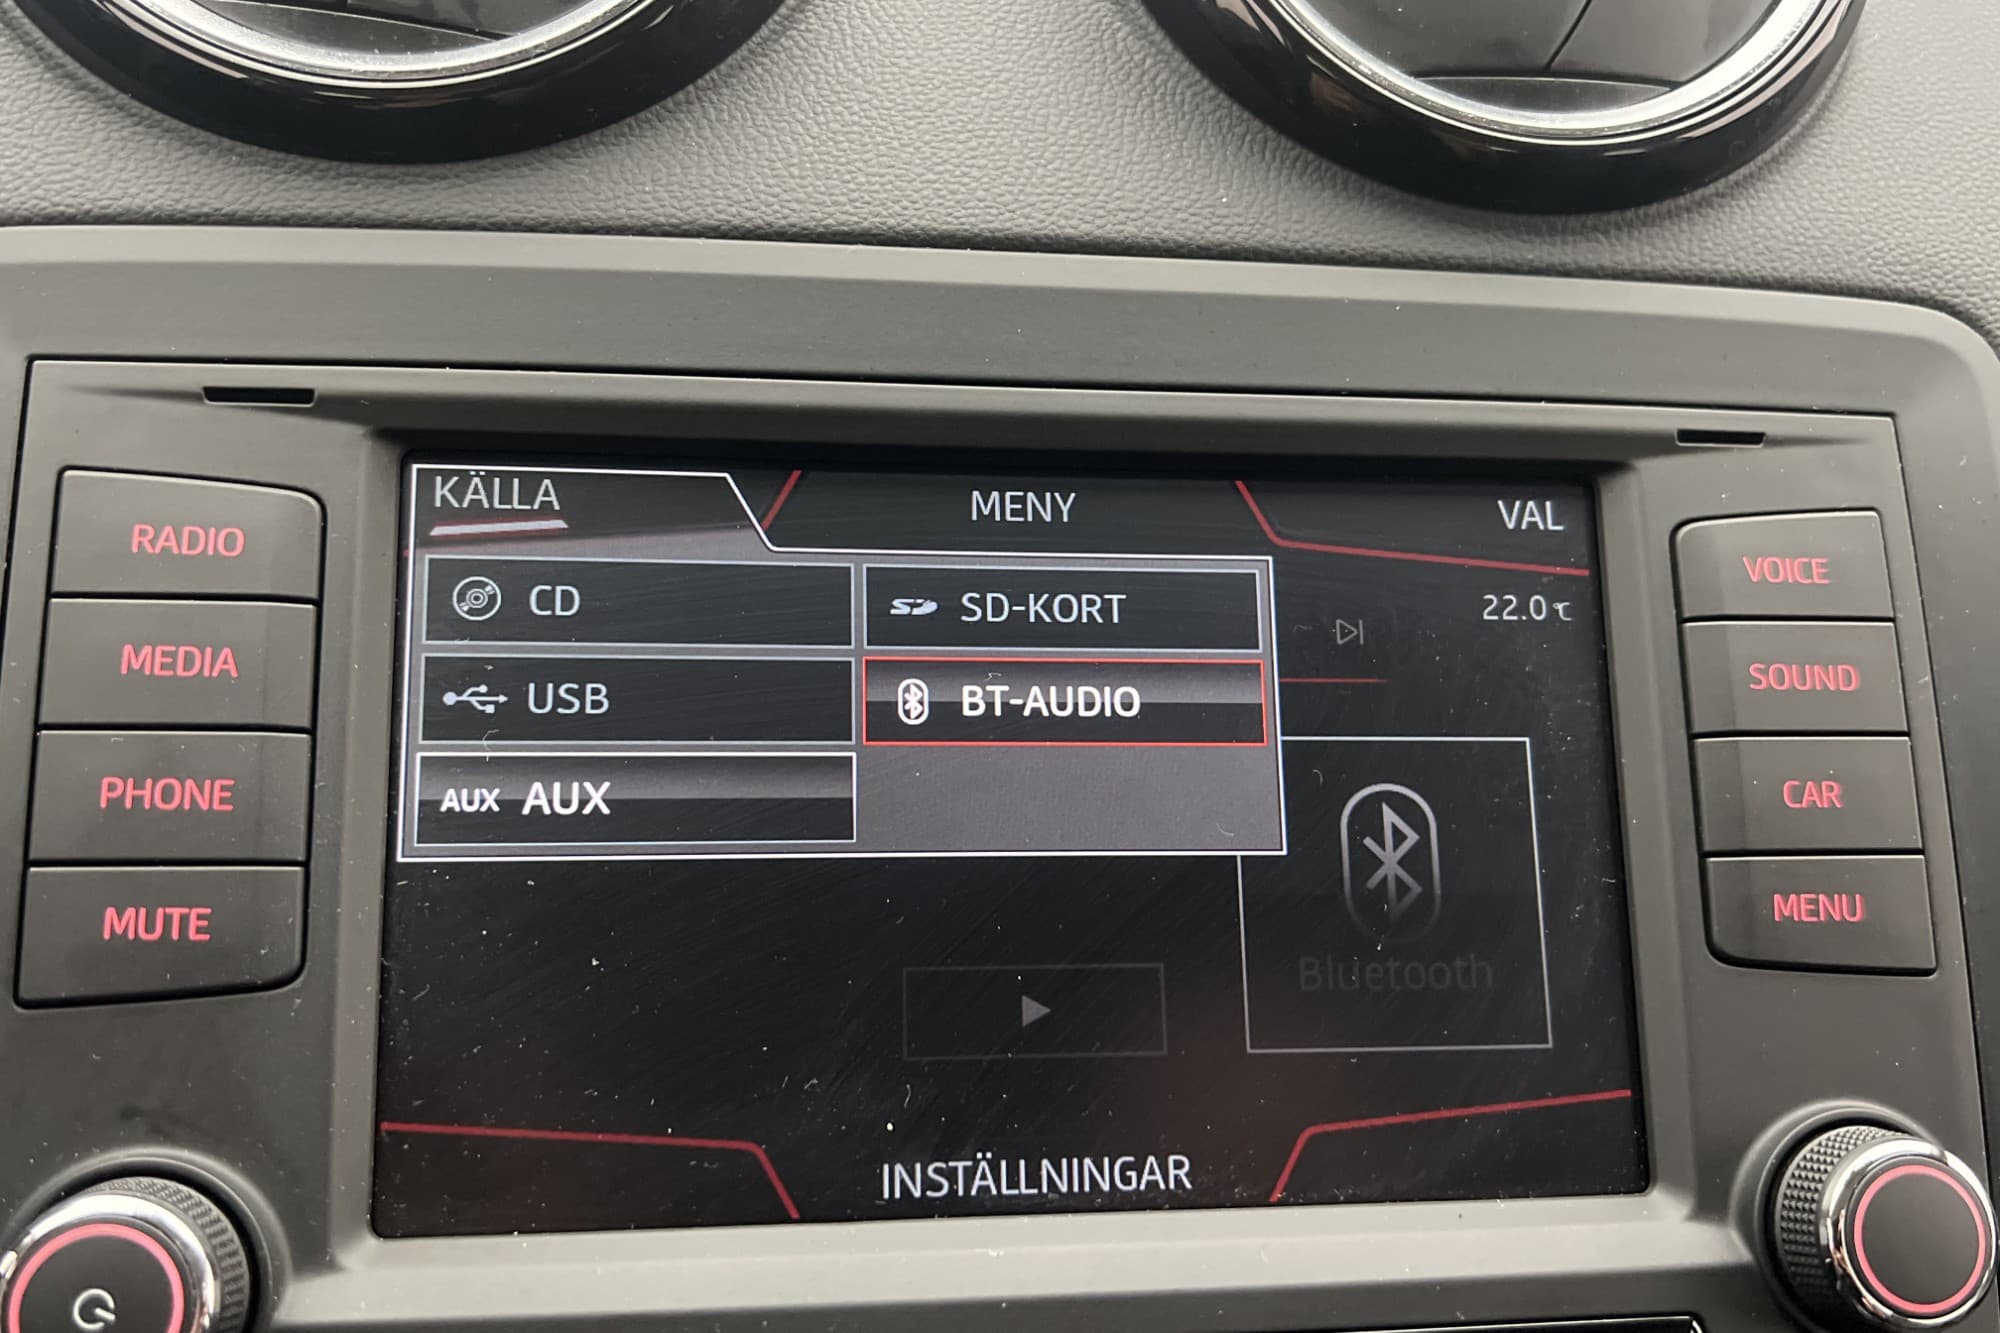 KÄLLA
MENY
VAL
CD
SD-KORT
22.0 °C
USB
BT-AUDIO
AUX AUX
Bluetooth
INSTÄLLNINGAR
RADIO
MEDIA
PHONE
MUTE
VOICE
SOUND
CAR
MENU